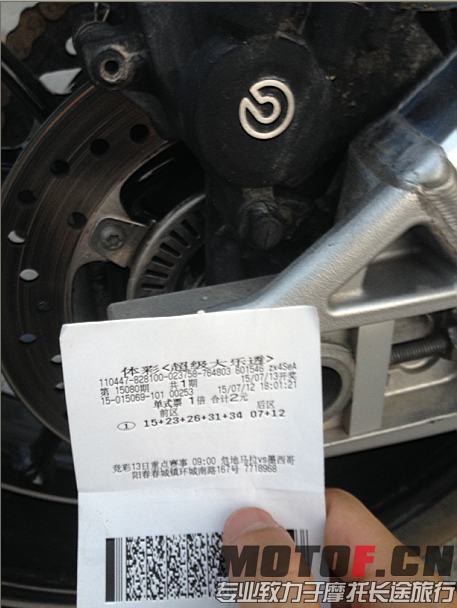 体彩<超级大乐透>
110447-828100-023758-764803 601546 zx4SeA
第 15080期 共1期 15/07/13开奖
15-015069-101 00253 15/07/12 18:01:21
单式票 1倍 合计2元
前区 后区
① 15+23+26+31+34 07+12
竞彩13日重点赛事 09:00 危地马拉vs墨西哥
阳春春城镇环城南路167号 7718968
MOTOF.CN
专业致力于摩托长途旅行